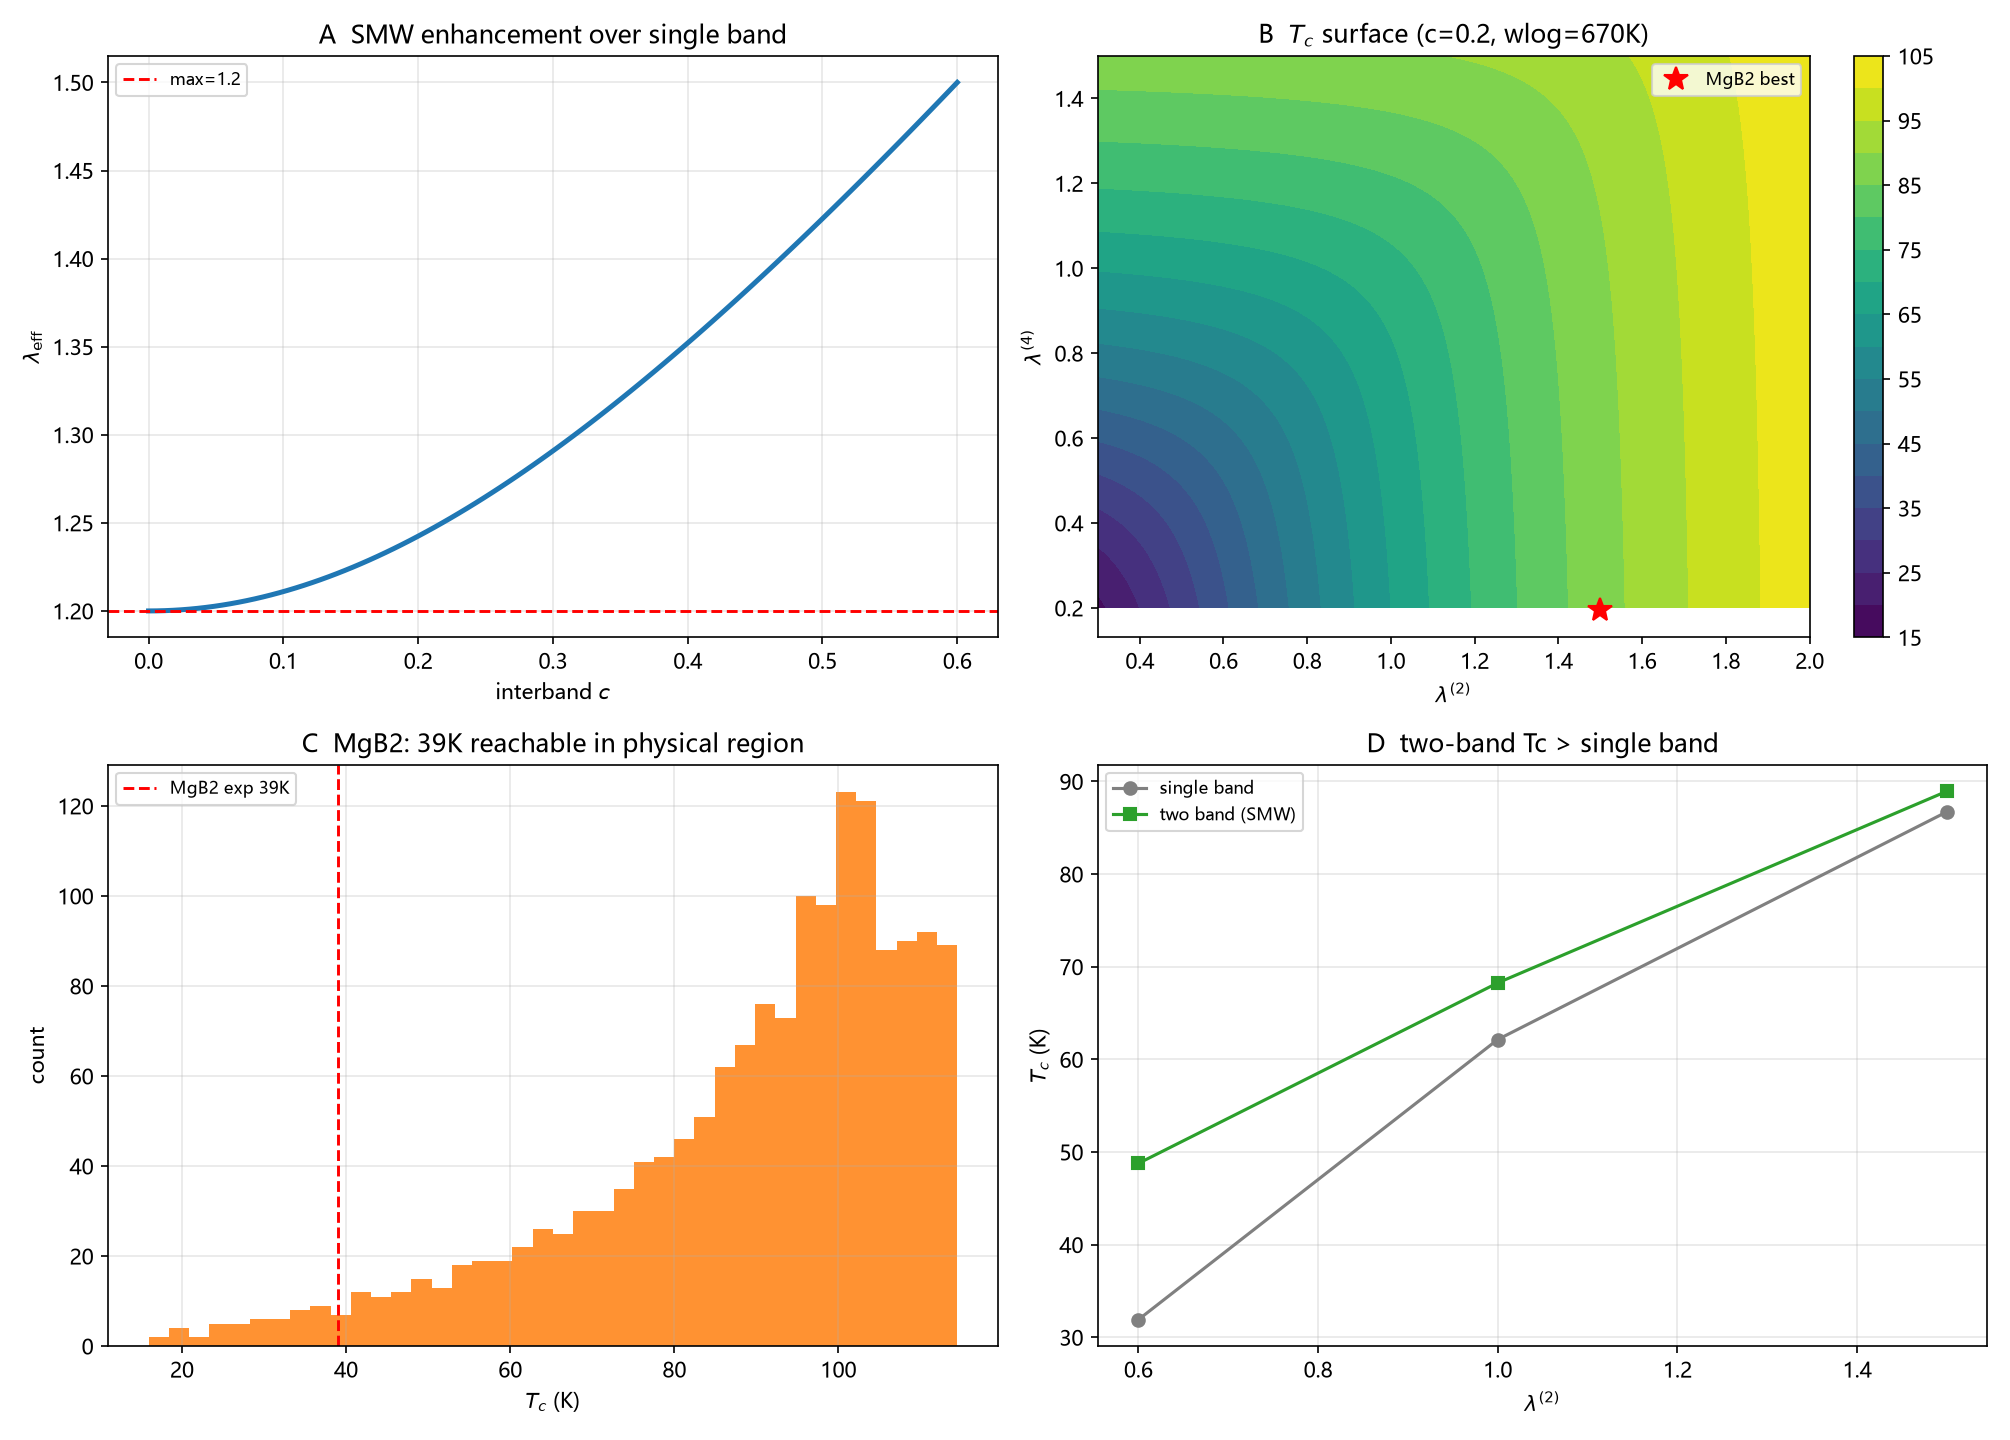 A  SMW enhancement over single band
max=1.2
1.50
1.45
1.40
1.35
1.30
1.25
1.20
λeff
0.0 0.1 0.2 0.3 0.4 0.5 0.6
interband c
B  Tc surface (c=0.2, wlog=670K)
MgB2 best
1.4
1.2
1.0
0.8
0.6
0.4
0.2
λ(4)
0.4 0.6 0.8 1.0 1.2 1.4 1.6 1.8 2.0
λ(2)
105
95
85
75
65
55
45
35
25
15
C  MgB2: 39K reachable in physical region
MgB2 exp 39K
120
100
80
60
40
20
0
count
20 40 60 80 100
Tc (K)
D  two-band Tc > single band
single band
two band (SMW)
90
80
70
60
50
40
30
Tc (K)
0.6 0.8 1.0 1.2 1.4
λ(2)